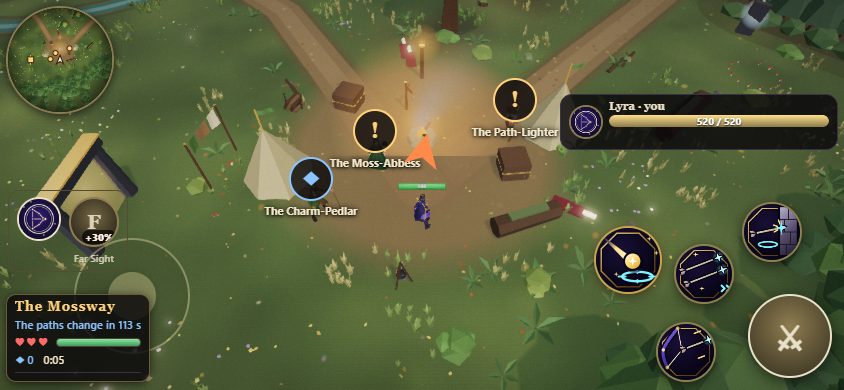 Lyra - you
520 / 520
!
!
The Path-Lighter
The Moss-Abbess
The Charm-Pedlar
F
+30%
Far Sight
The Mossway
The paths change in 113 s
0 0:05